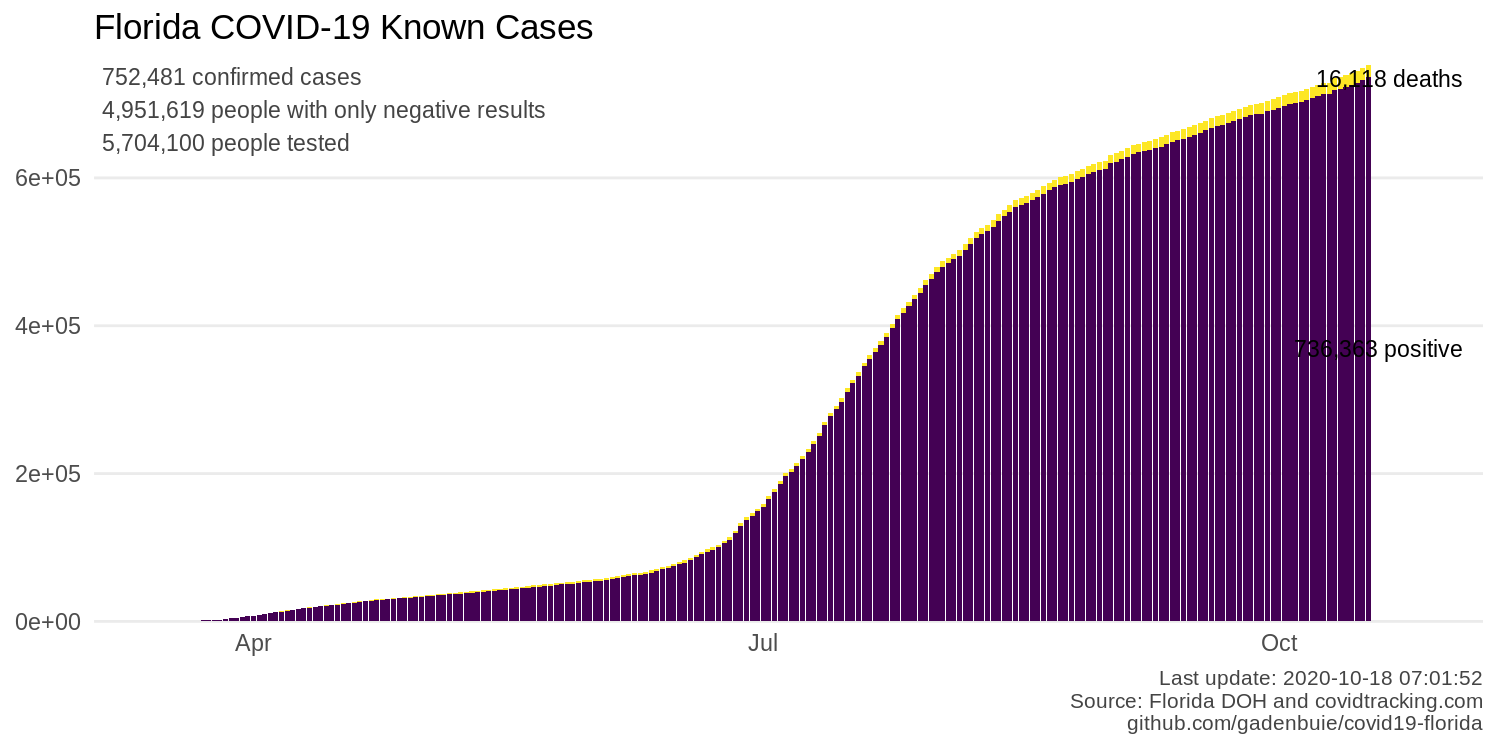 Florida COVID-19 Known Cases
752,481 confirmed cases
4,951,619 people with only negative results
5,704,100 people tested
16,118 deaths
6e+05
4e+05
736,363 positive
2e+05
0e+00
Apr Jul Oct
Last update: 2020-10-18 07:01:52
Source: Florida DOH and covidtracking.com
github.com/gadenbuie/covid19-florida